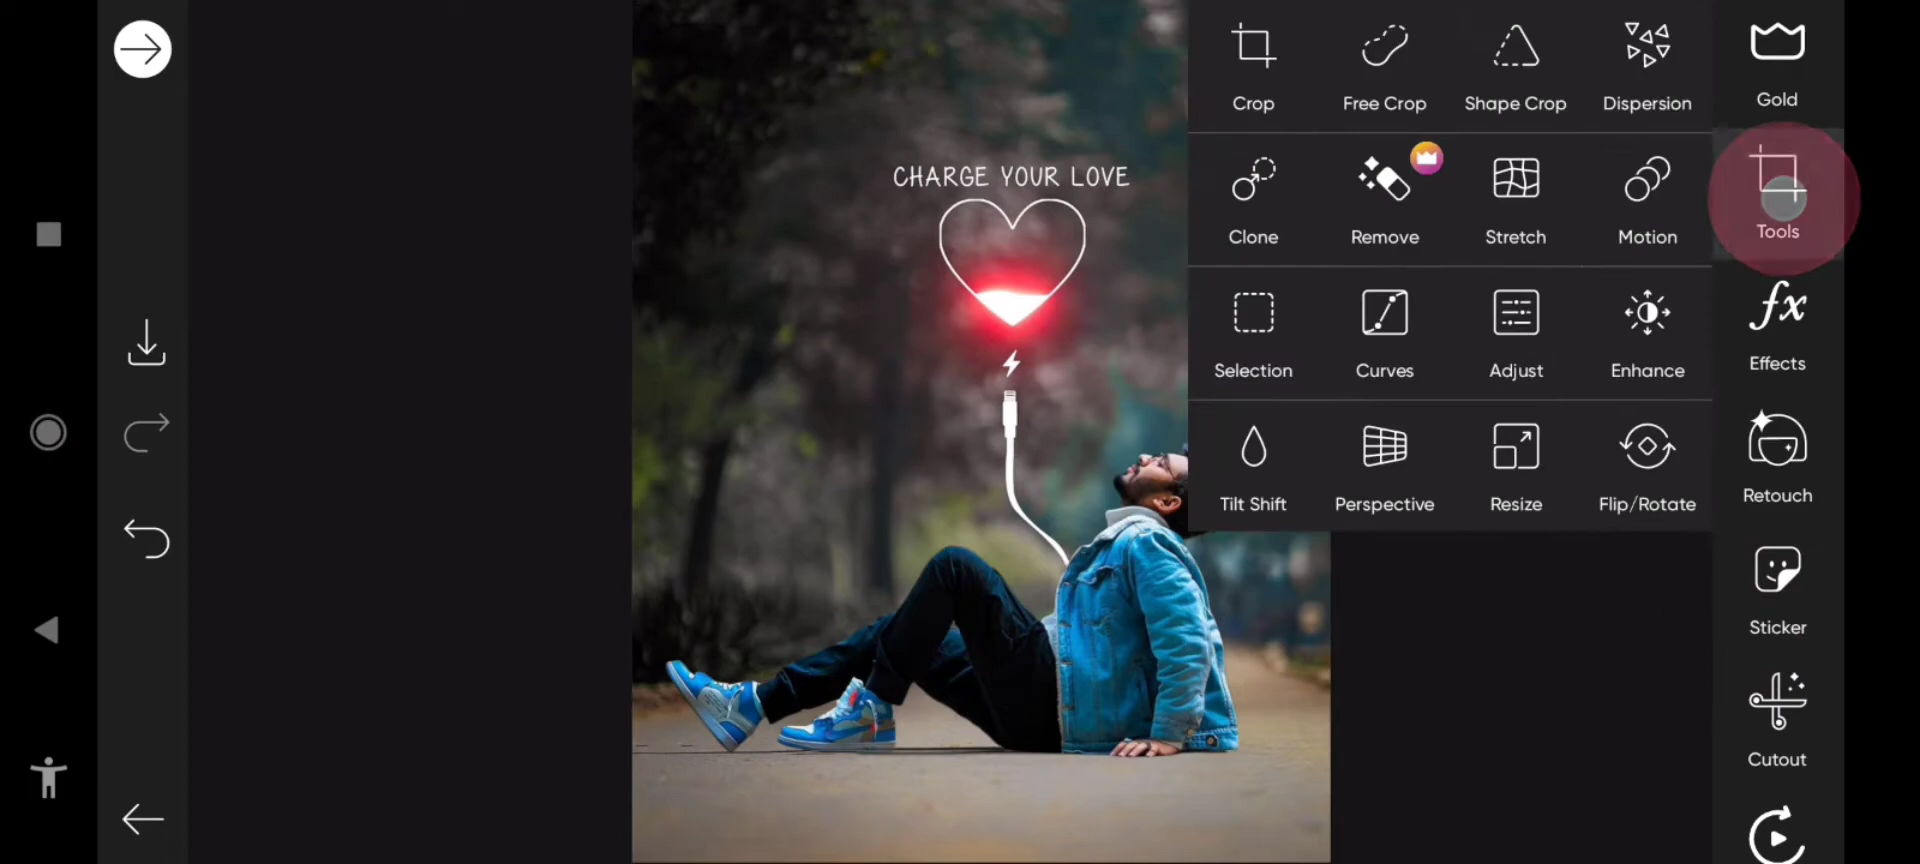 Crop Free Crop Shape Crop Dispersion
Gold
CHARGE YOUR LOVE
Clone Remove Stretch Motion
Tools
Selection Curves Adjust Enhance
Effects
Tilt Shift Perspective Resize Flip/Rotate
Retouch
Sticker
Cutout